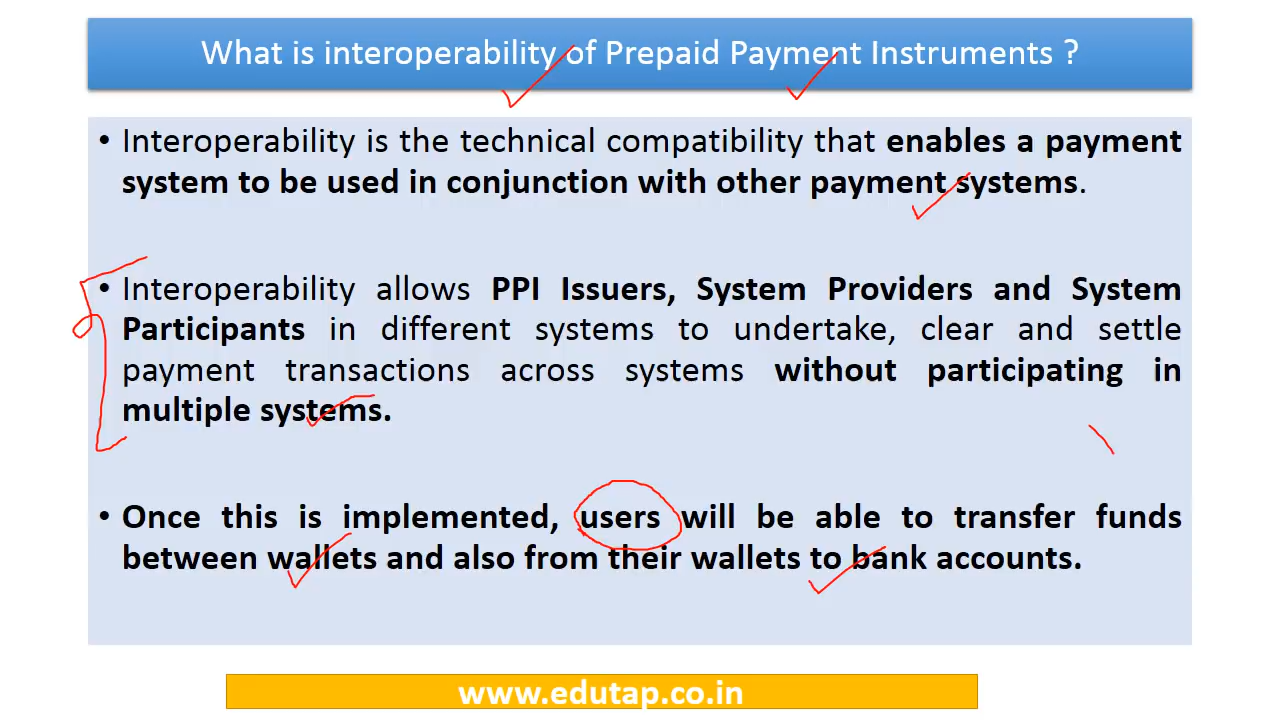 What is interoperability of Prepaid Payment Instruments ?
• Interoperability is the technical compatibility that enables a payment
system to be used in conjunction with other payment systems.
• Interoperability allows PPI Issuers, System Providers and System
Participants in different systems to undertake, clear and settle
payment transactions across systems without participating in
multiple systems.
• Once this is implemented, users will be able to transfer funds
between wallets and also from their wallets to bank accounts.
www.edutap.co.in